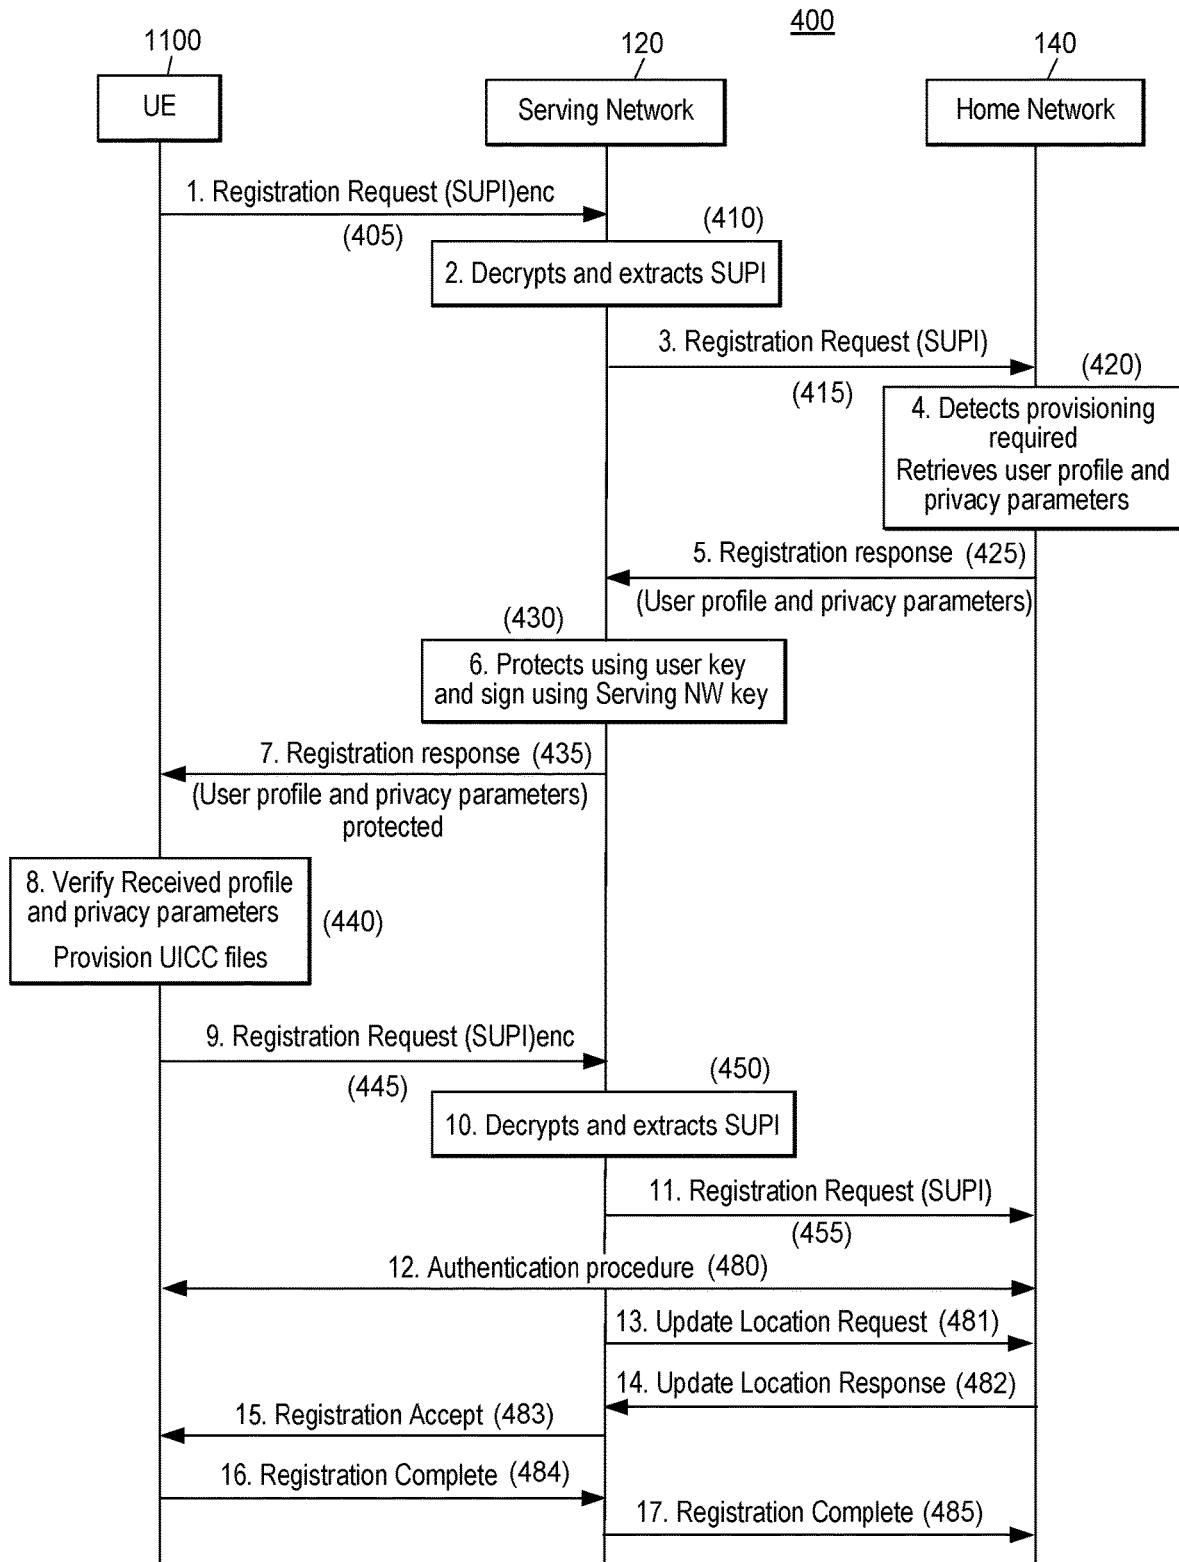 400
1100
120
140
UE
Serving Network
Home Network
1. Registration Request (SUPI)enc
(405)
(410)
2. Decrypts and extracts SUPI
3. Registration Request (SUPI)
(415)
(420)
4. Detects provisioning
required
Retrieves user profile and
privacy parameters
5. Registration response (425)
(User profile and privacy parameters)
(430)
6. Protects using user key
and sign using Serving NW key
7. Registration response (435)
(User profile and privacy parameters)
protected
8. Verify Received profile
and privacy parameters
Provision UICC files
(440)
9. Registration Request (SUPI)enc
(445)
(450)
10. Decrypts and extracts SUPI
11. Registration Request (SUPI)
(455)
12. Authentication procedure (480)
13. Update Location Request (481)
14. Update Location Response (482)
15. Registration Accept (483)
16. Registration Complete (484)
17. Registration Complete (485)